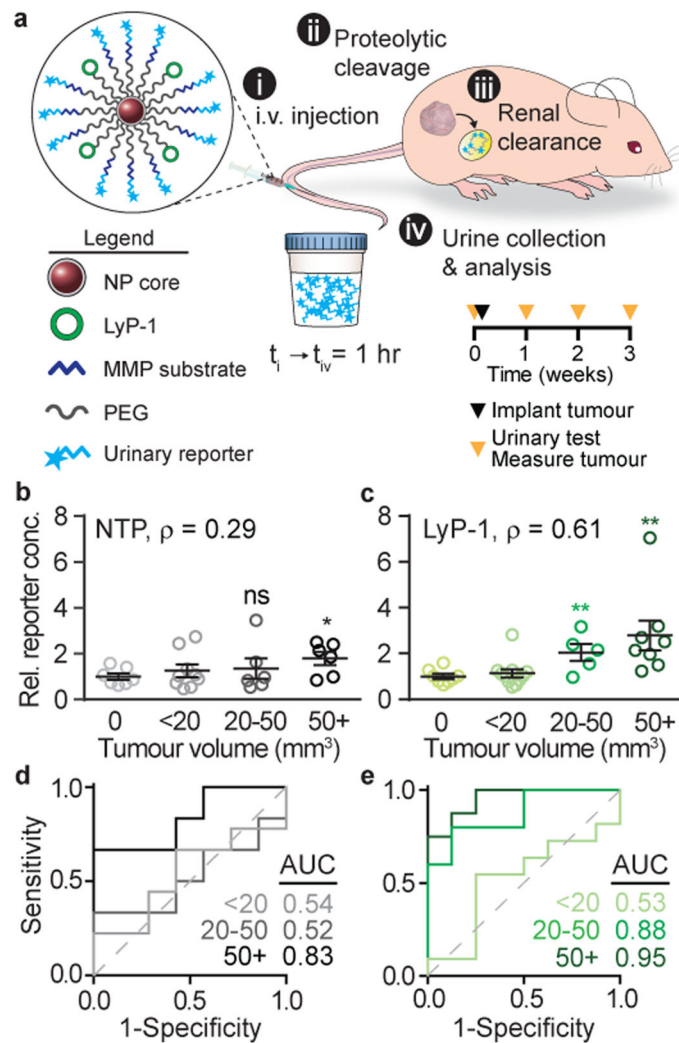 a
ii Proteolytic cleavage
i
i.v. injection
iii
Renal clearance
iv Urine collection & analysis
Legend
NP core
LyP-1
MMP substrate
PEG
Urinary reporter
tᵢ → tᵢᵥ = 1 hr
0 1 2 3
Time (weeks)
Implant tumour
Urinary test
Measure tumour
b
NTP, ρ = 0.29
Rel. reporter conc.
8
6
4
2
0
ns
*
0 <20 20-50 50+
Tumour volume (mm³)
c
LyP-1, ρ = 0.61
8
6
4
2
0
**
**
0 <20 20-50 50+
Tumour volume (mm³)
d
Sensitivity
1.0
0.5
0.0
AUC
<20 0.54
20-50 0.52
50+ 0.83
0.0 0.5 1.0
1-Specificity
e
1.0
0.5
0.0
AUC
<20 0.53
20-50 0.88
50+ 0.95
0.0 0.5 1.0
1-Specificity